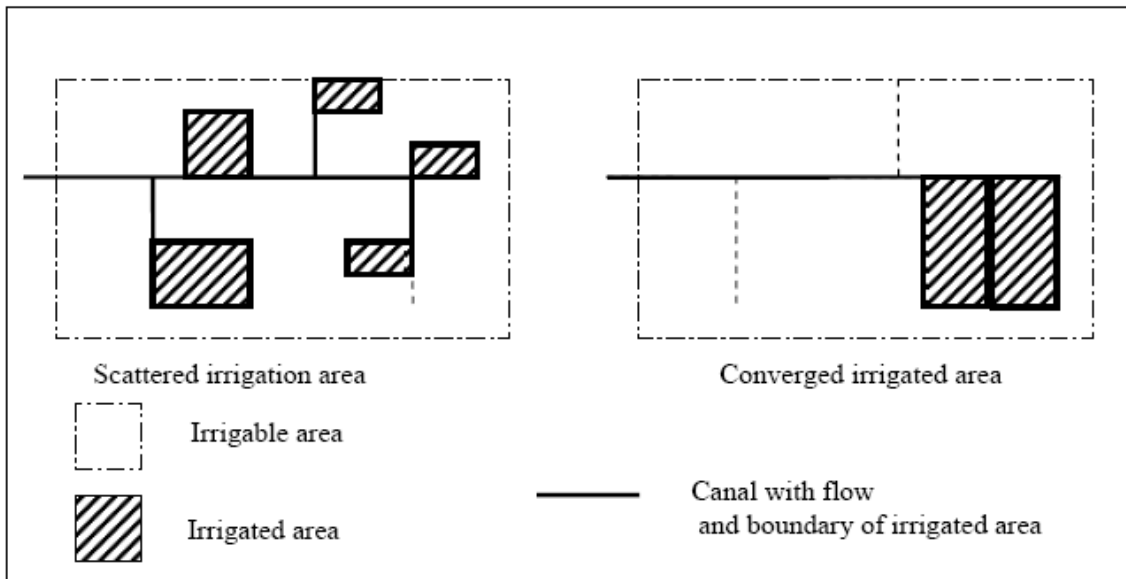 Scattered irrigation area
Converged irrigated area
Irrigable area
Irrigated area
Canal with flow
and boundary of irrigated area